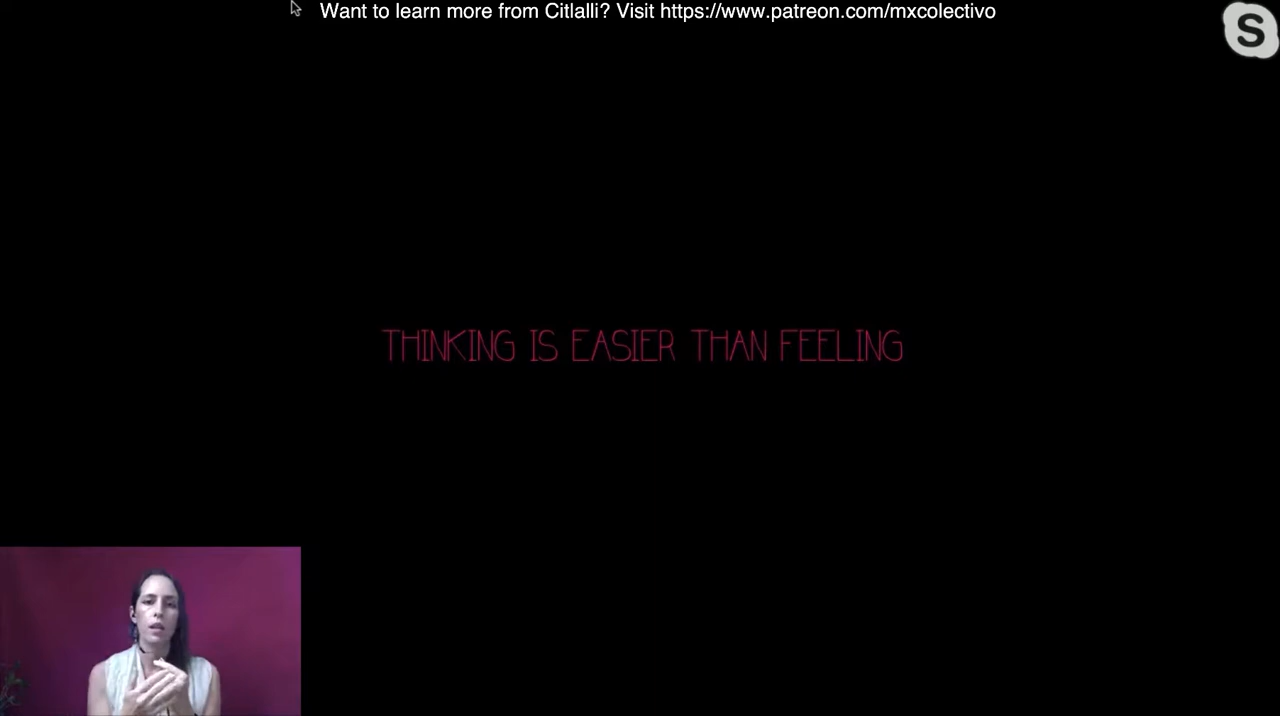 Want to learn more from Citlalli? Visit https://www.patreon.com/mxcolectivo
S
THINKING IS EASIER THAN FEELING